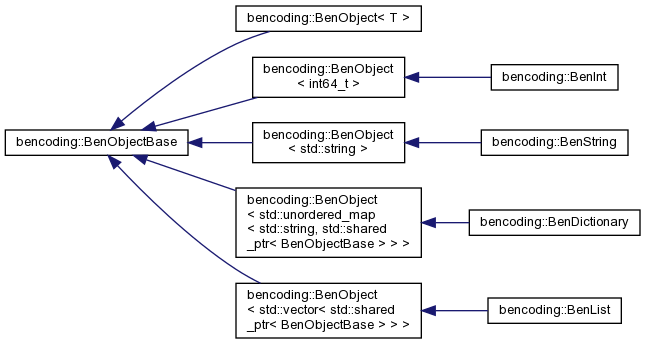 bencoding::BenObject< T >
bencoding::BenObject
< int64_t >
bencoding::BenInt
bencoding::BenObjectBase
bencoding::BenObject
< std::string >
bencoding::BenString
bencoding::BenObject
< std::unordered_map
< std::string, std::shared
_ptr< BenObjectBase > > >
bencoding::BenDictionary
bencoding::BenObject
< std::vector< std::shared
_ptr< BenObjectBase > > >
bencoding::BenList